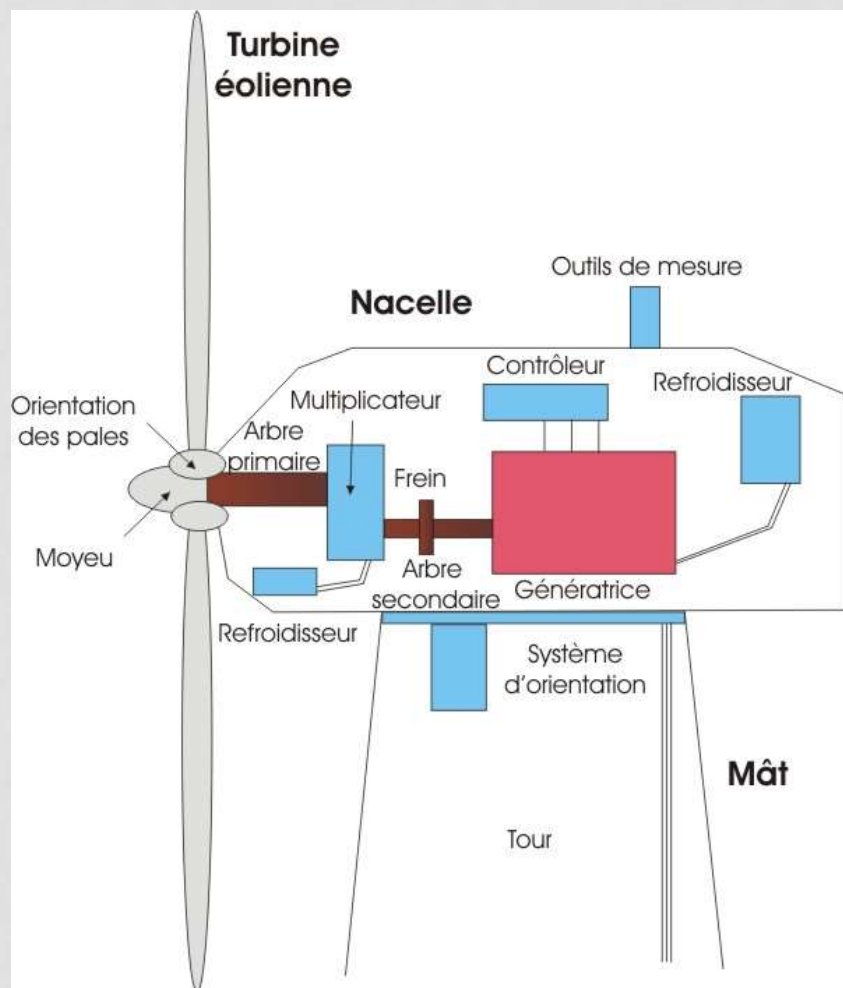 Turbine
éolienne
Outils de mesure
Nacelle
Contrôleur
Refroidisseur
Orientation
des pales
Multiplicateur
Arbre
primaire
Frein
Moyeu
Arbre
secondaire
Génératrice
Refroidisseur
Système
d'orientation
Mât
Tour